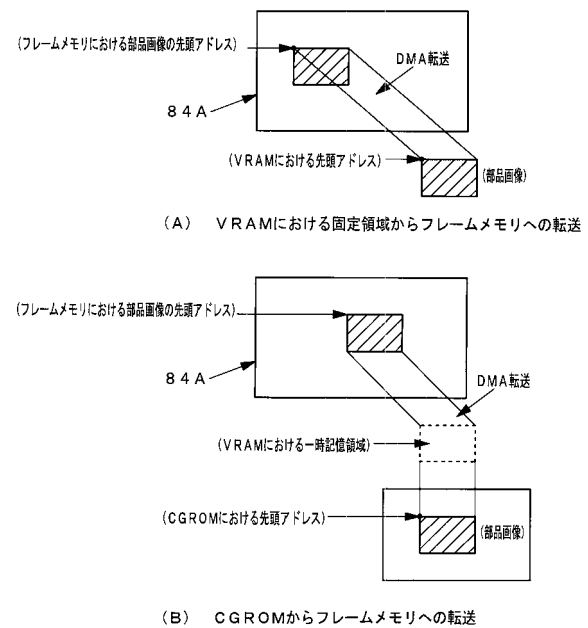 (フレームメモリにおける部品画像の先頭アドレス)
DMA転送
84A
(VRAMにおける先頭アドレス)
(部品画像)
(A) VRAMにおける固定領域からフレームメモリへの転送
(フレームメモリにおける部品画像の先頭アドレス)
84A
DMA転送
(VRAMにおける一時記憶領域)
(CGROMにおける先頭アドレス)
(部品画像)
(B) CGROMからフレームメモリへの転送